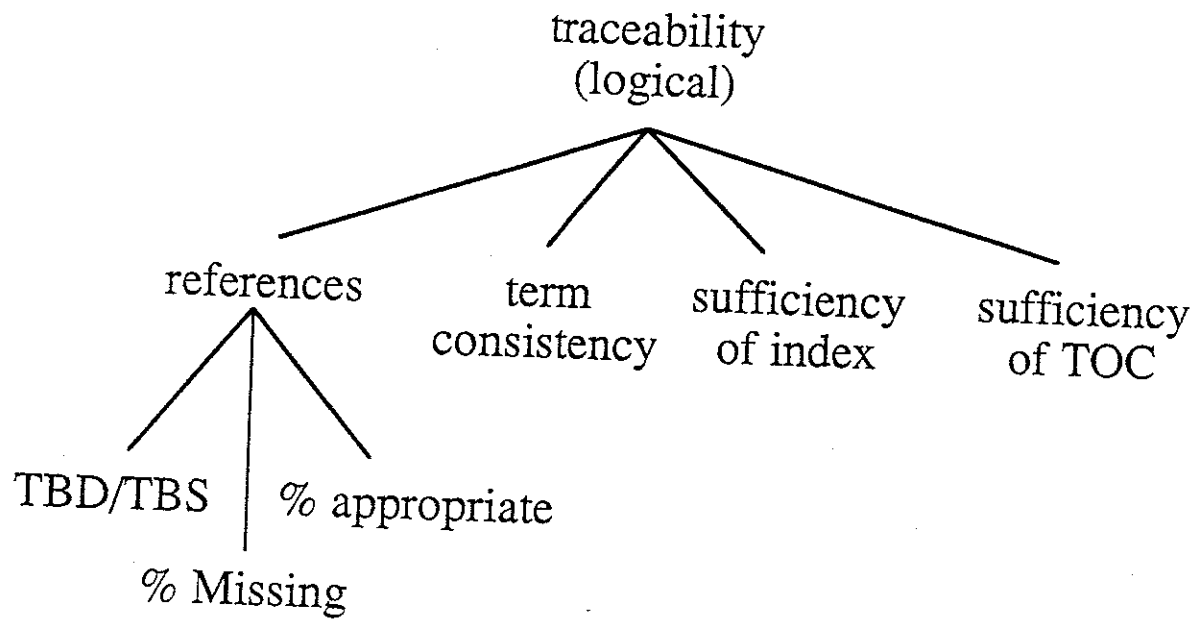 traceability
(logical)
references
term
consistency
sufficiency
of index
sufficiency
of TOC
TBD/TBS
% appropriate
% Missing